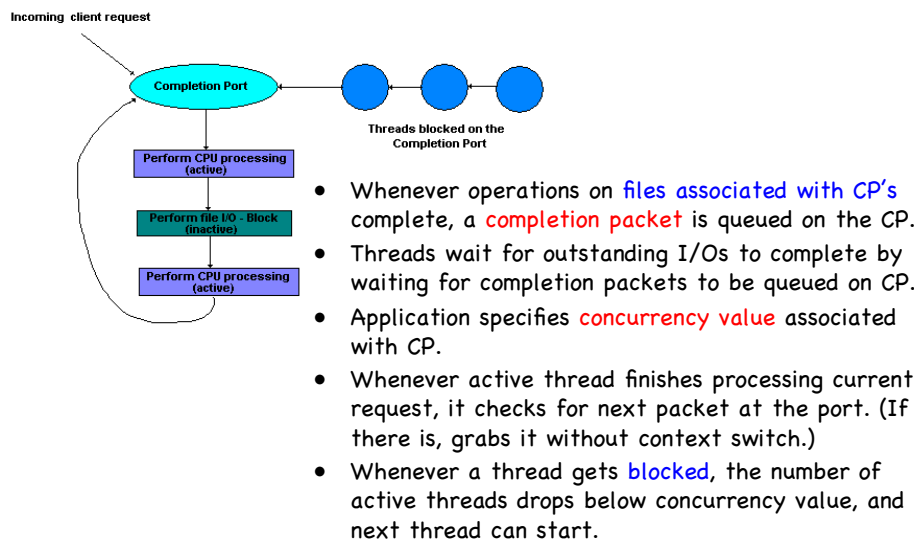 Incoming client request
Completion Port
Threads blocked on the
Completion Port
Perform CPU processing
(active)
Perform file I/O - Block
(inactive)
Perform CPU processing
(active)
• Whenever operations on files associated with CP's
complete, a completion packet is queued on the CP.
• Threads wait for outstanding I/Os to complete by
waiting for completion packets to be queued on CP.
• Application specifies concurrency value associated
with CP.
• Whenever active thread finishes processing current
request, it checks for next packet at the port. (If
there is, grabs it without context switch.)
• Whenever a thread gets blocked, the number of
active threads drops below concurrency value, and
next thread can start.